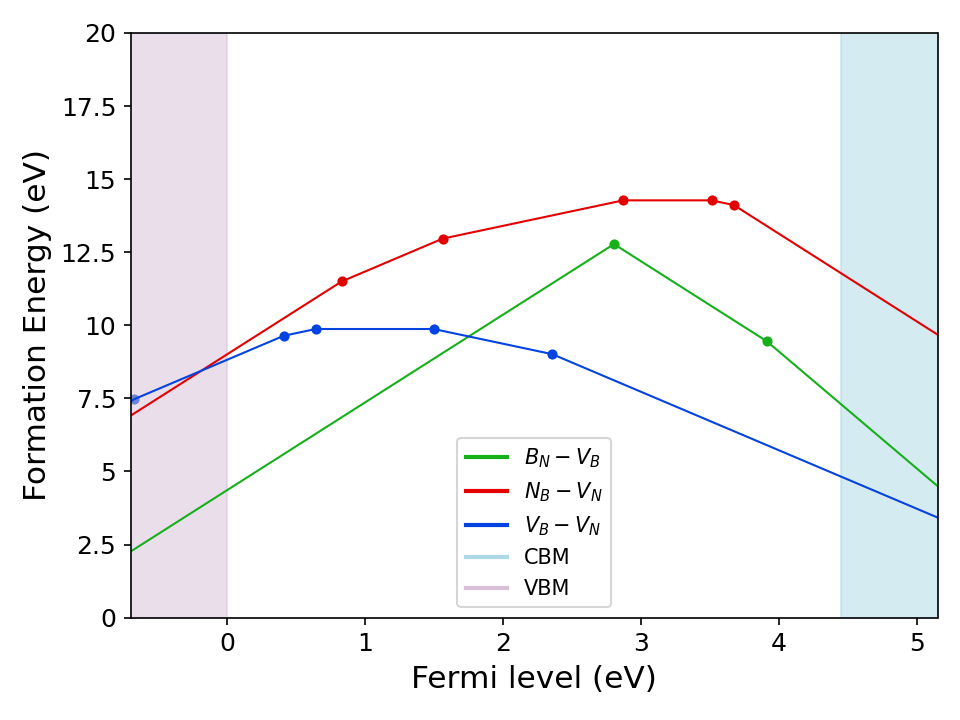 Formation Energy (eV)
20
17.5
15
12.5
10
7.5
5
2.5
0
B_N − V_B
N_B − V_N
V_B − V_N
CBM
VBM
0 1 2 3 4 5
Fermi level (eV)